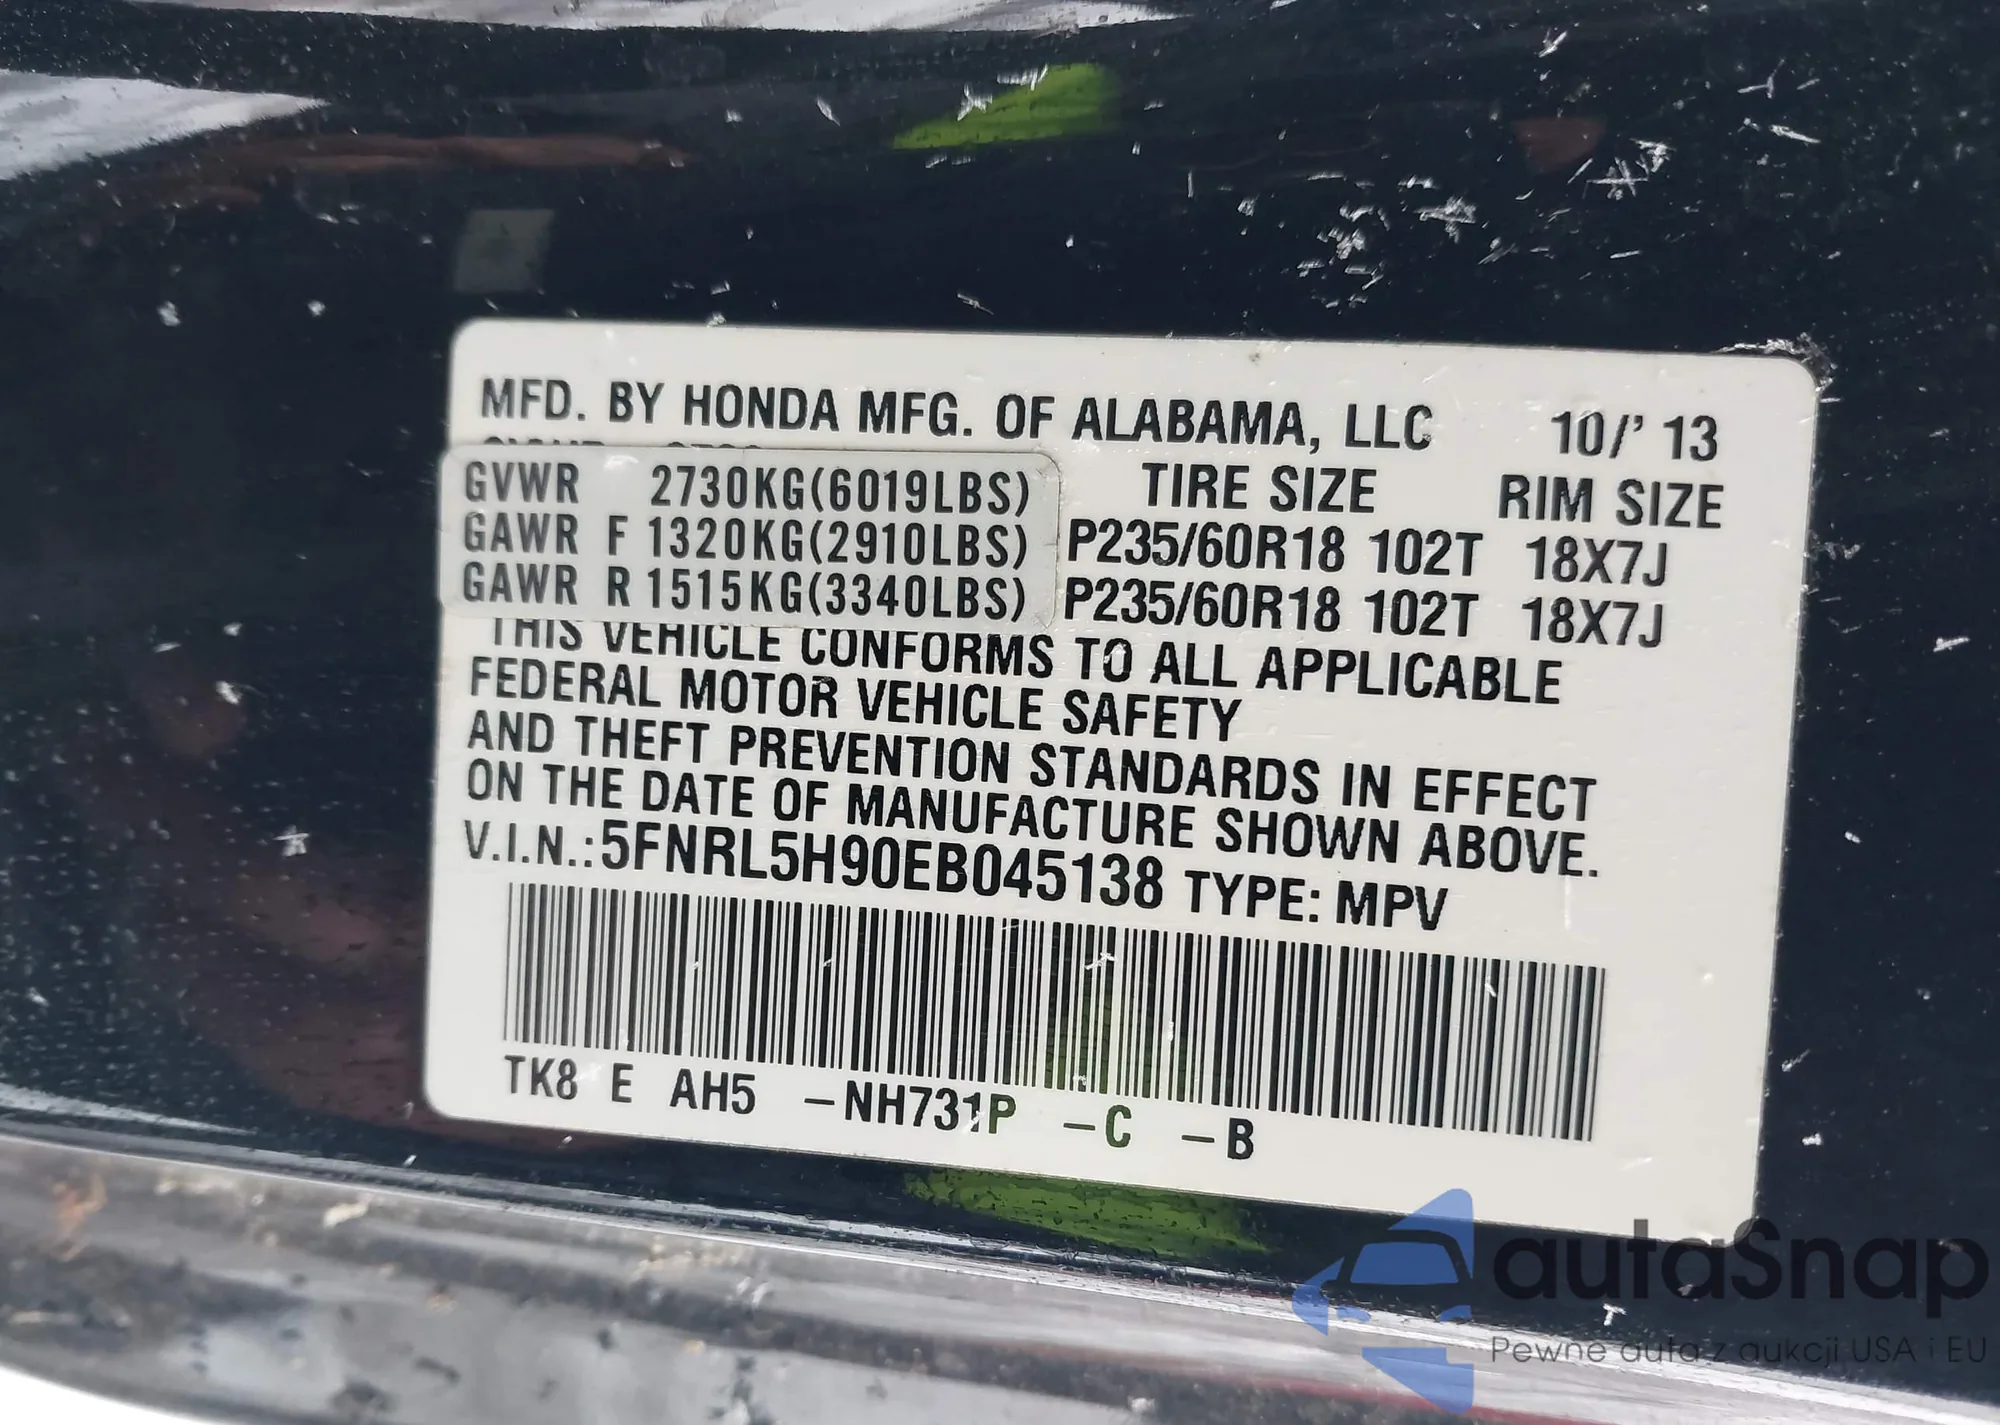 MFD. BY HONDA MFG. OF ALABAMA, LLC 10/' 13
TIRE SIZE RIM SIZE
GVWR 2730KG(6019LBS)
GAWR F 1320KG(2910LBS) P235/60R18 102T 18X7J
GAWR R 1515KG(3340LBS) P235/60R18 102T 18X7J
THIS VEHICLE CONFORMS TO ALL APPLICABLE
FEDERAL MOTOR VEHICLE SAFETY
AND THEFT PREVENTION STANDARDS IN EFFECT
ON THE DATE OF MANUFACTURE SHOWN ABOVE.
V.I.N.:5FNRL5H90EB045138 TYPE: MPV
TK8 E AH5 –NH731P –C –B
autaSnap
Pewne auta z aukcji USA i EU